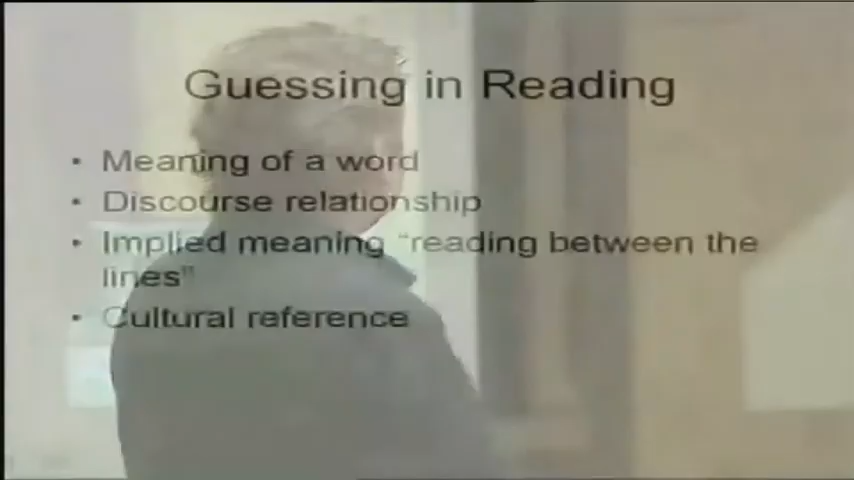 Guessing in Reading
• Meaning of a word
• Discourse relationship
• Implied meaning “reading between the
lines”
• Cultural reference